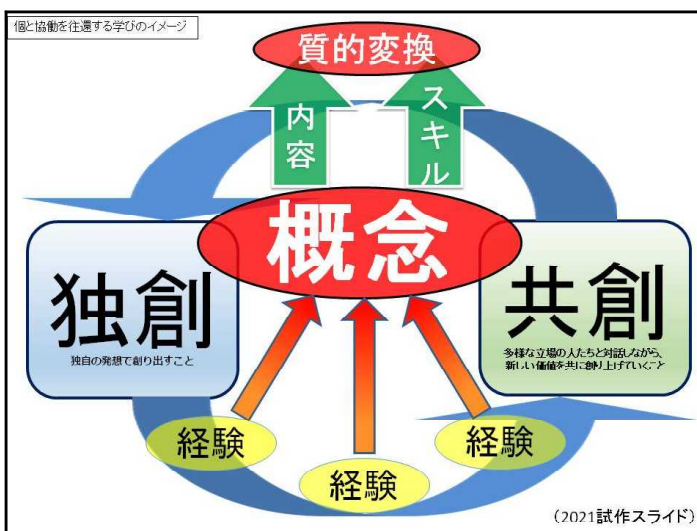 個と協働を往還する学びのイメージ
質的変換
内容
スキル
概念
独創
独自の発想で創り出すこと
共創
多様な立場の人たちと対話しながら、
新しい価値を共に創り上げていくこと
経験
経験
経験
(2021試作スライド)